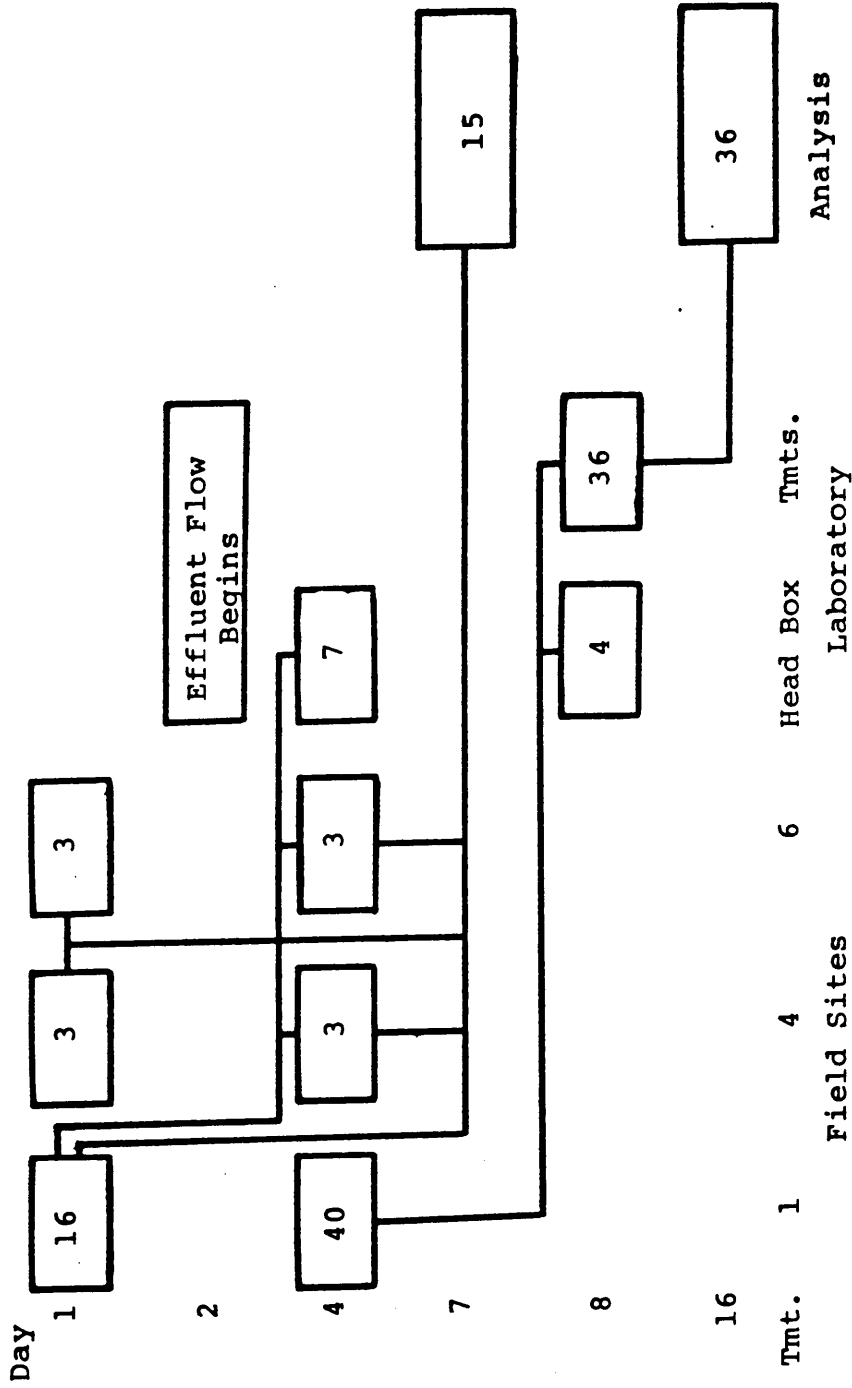 Day
1 16 3 3
2 Effluent Flow
Begins
4 40 3 3 7
7 15
8 4 36
16 36
Tmt. 1 4 6 Head Box Tmts.
Field Sites Laboratory Analysis